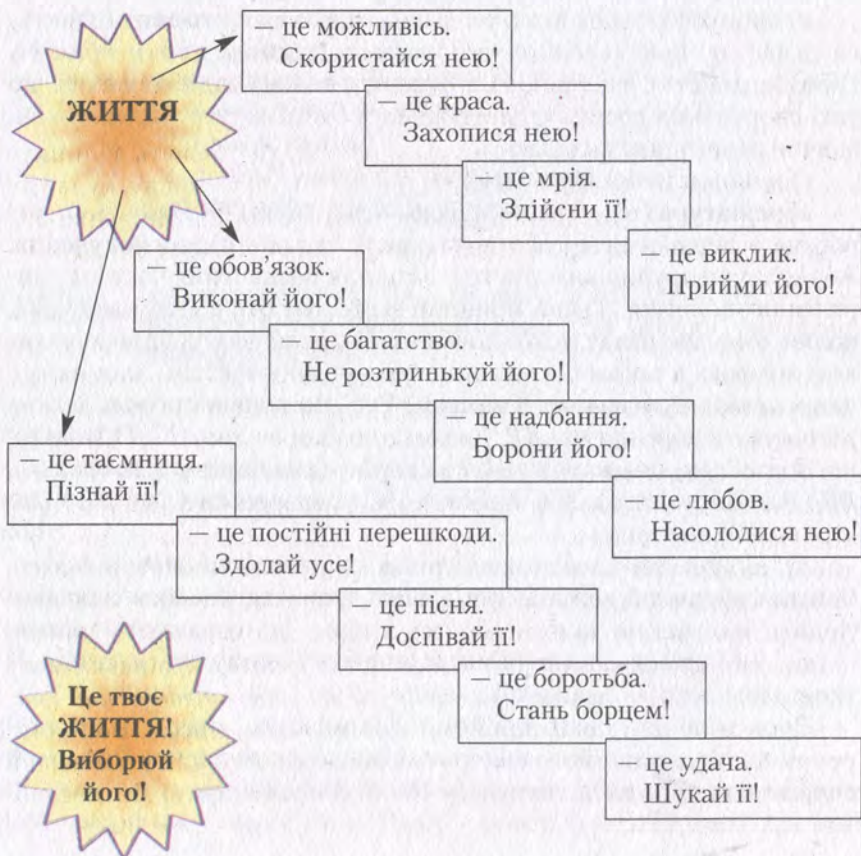 ЖИТТЯ
— це можливісь.
Скористайся нею!
— це краса.
Захопися нею!
— це мрія.
Здійсни її!
— це виклик.
Прийми його!
— це обов'язок.
Виконай його!
— це багатство.
Не розтринькуй його!
— це надбання.
Борони його!
— це любов.
Насолодися нею!
— це таємниця.
Пізнай її!
— це постійні перешкоди.
Здолай усе!
— це пісня.
Доспівай її!
— це боротьба.
Стань борцем!
— це удача.
Шукай її!
Це твоє
ЖИТТЯ!
Виборюй
його!